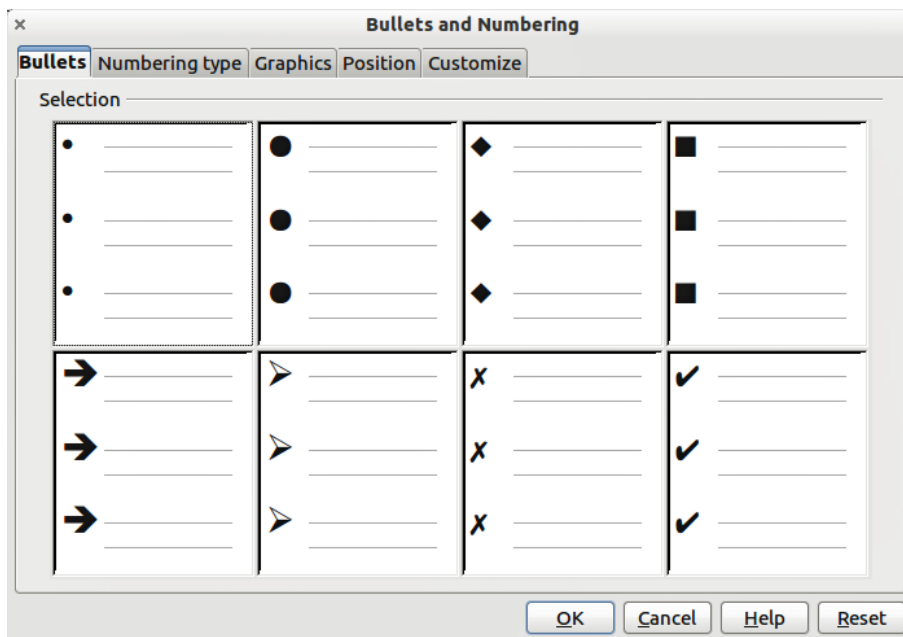 Bullets and Numbering
Bullets Numbering type Graphics Position Customize
Selection
OK Cancel Help Reset